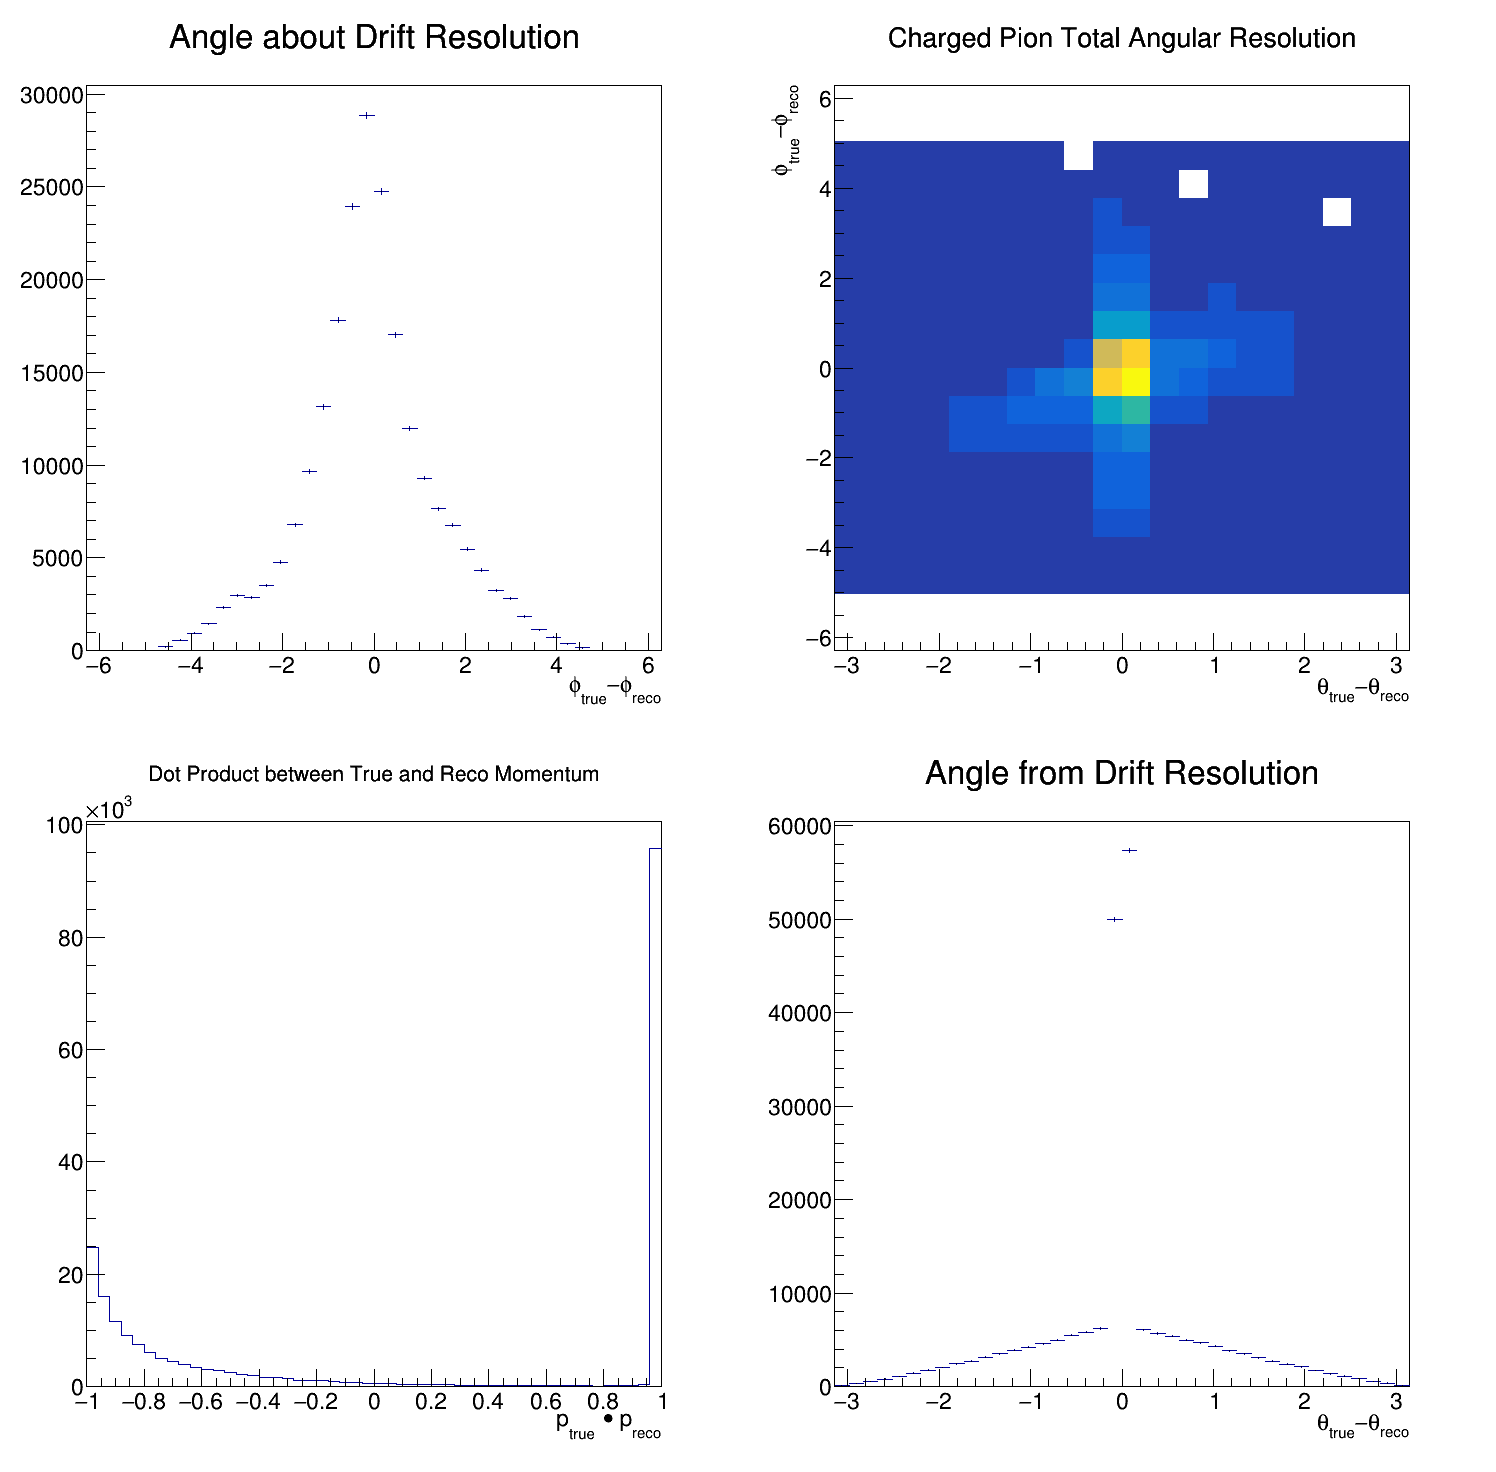 Angle about Drift Resolution
30000
25000
20000
15000
10000
5000
0
−6 −4 −2 0 2 4 6
ϕtrue−ϕreco
Charged Pion Total Angular Resolution
ϕtrue−ϕreco
6
4
2
0
−2
−4
−6
−3 −2 −1 0 1 2 3
θtrue−θreco
Dot Product between True and Reco Momentum
×10³
100
80
60
40
20
0
−1 −0.8 −0.6 −0.4 −0.2 0 0.2 0.4 0.6 0.8 1
ptrue • preco
Angle from Drift Resolution
60000
50000
40000
30000
20000
10000
0
−3 −2 −1 0 1 2 3
θtrue−θreco